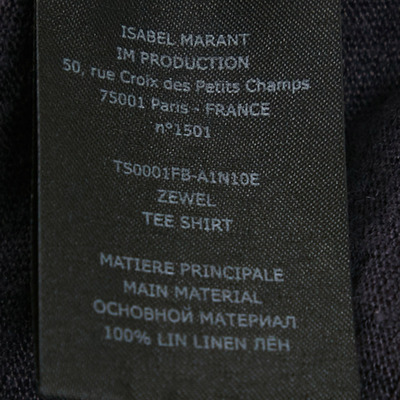 ISABEL MARANT
IM PRODUCTION
50, rue Croix des Petits Champs
75001 Paris - FRANCE
n°1501
TS0001FB-A1N10E
ZEWEL
TEE SHIRT
MATIERE PRINCIPALE
MAIN MATERIAL
ОСНОВНОЙ МАТЕРИАЛ
100% LIN LINEN ЛЁН